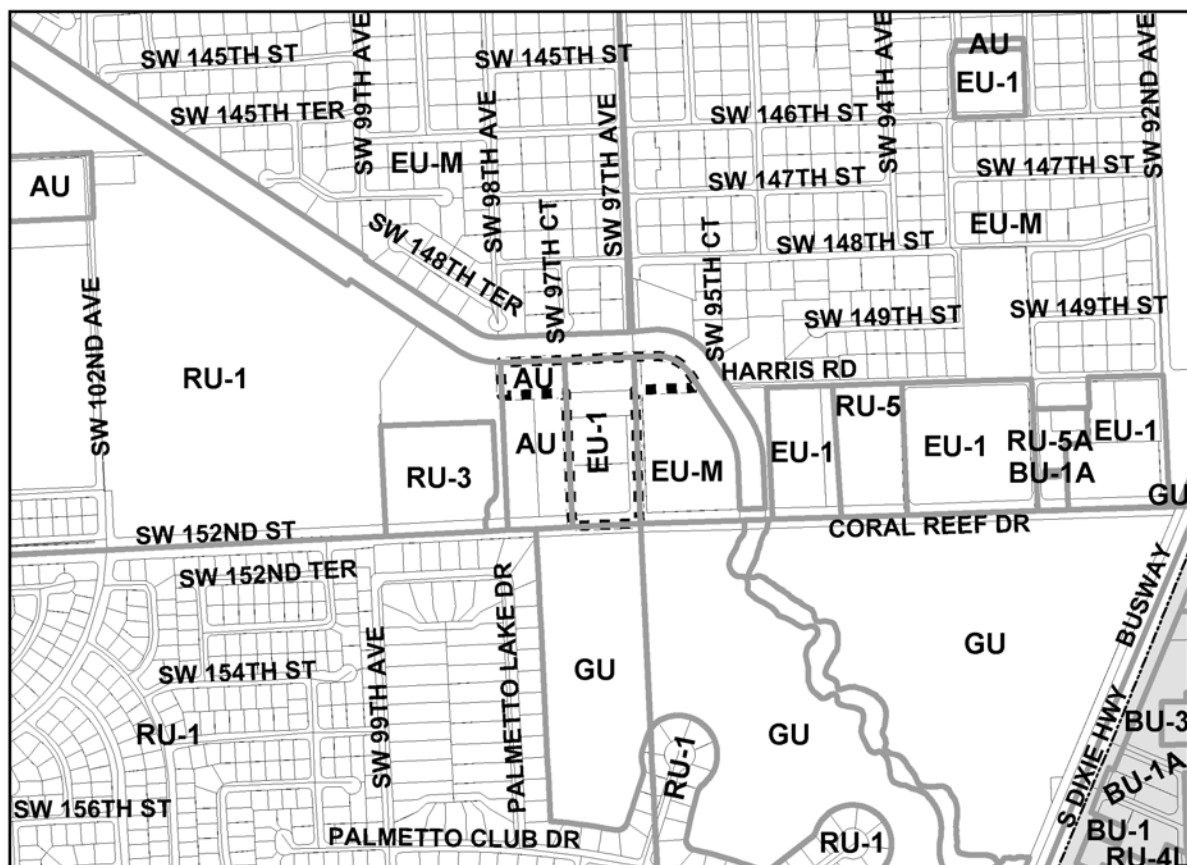 SW 145TH ST
SW 99TH AVE
SW 145TH ST
SW 94TH AVE
AU
EU-1
SW 92ND AVE
SW 145TH TER
SW 98TH AVE
SW 97TH AVE
SW 146TH ST
EU-M
AU
SW 147TH ST
SW 147TH ST
SW 148TH TER
SW 97TH CT
SW 148TH ST
EU-M
SW 102ND AVE
SW 95TH CT
SW 149TH ST
SW 149TH ST
RU-1
AU
HARRIS RD
RU-5
AU
EU-1
EU-M
EU-1
EU-1
RU-5A
EU-1
BU-1A
RU-3
GU
SW 152ND ST
CORAL REEF DR
SW 152ND TER
PALMETTO LAKE DR
BUSWAY
SW 99TH AVE
SW 154TH ST
GU
GU
RU-1
RU-1
GU
S DIXIE HWY
BU-3
BU-1A
SW 156TH ST
PALMETTO CLUB DR
RU-1
BU-1
RU-4L